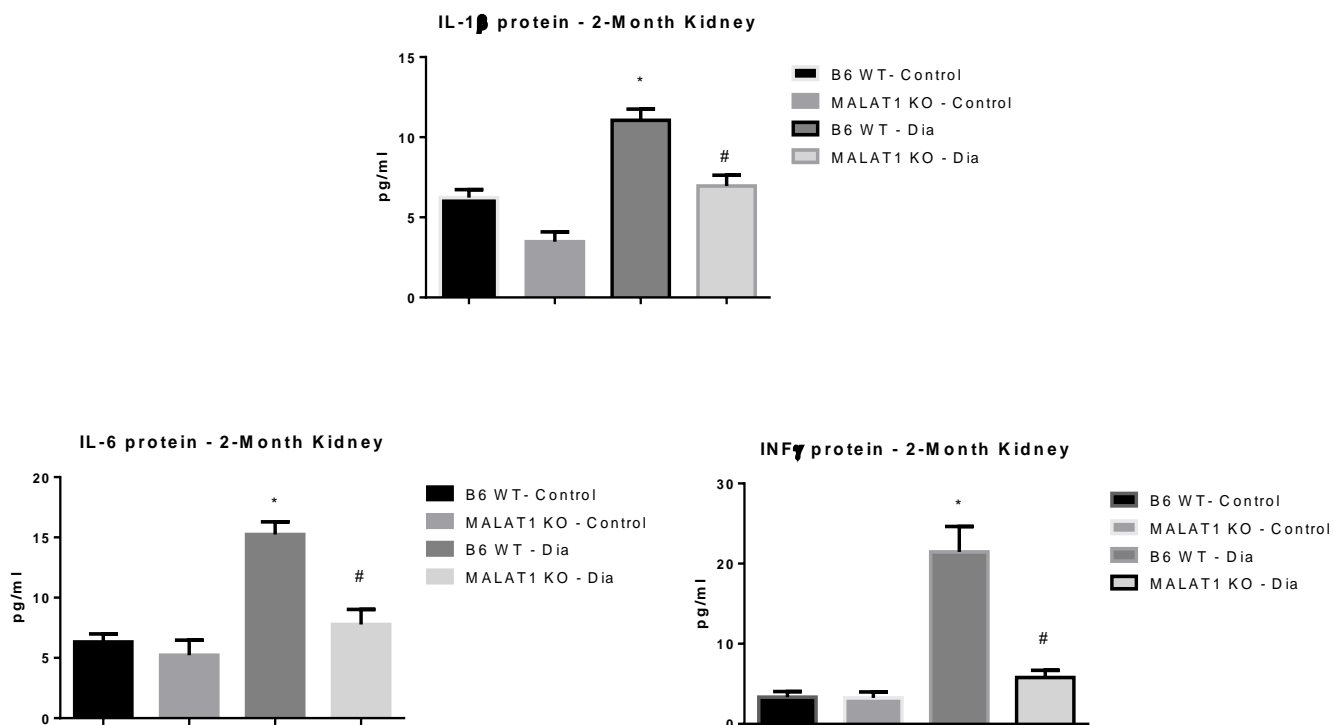 IL-1β protein - 2-Month Kidney
15
10
5
0
pg/ml
*
#
B6 WT- Control
MALAT1 KO - Control
B6 WT - Dia
MALAT1 KO - Dia
IL-6 protein - 2-Month Kidney
20
15
10
5
0
pg/ml
*
#
B6 WT- Control
MALAT1 KO - Control
B6 WT - Dia
MALAT1 KO - Dia
INFγ protein - 2-Month Kidney
30
20
10
0
pg/ml
*
#
B6 WT- Control
MALAT1 KO - Control
B6 WT - Dia
MALAT1 KO - Dia